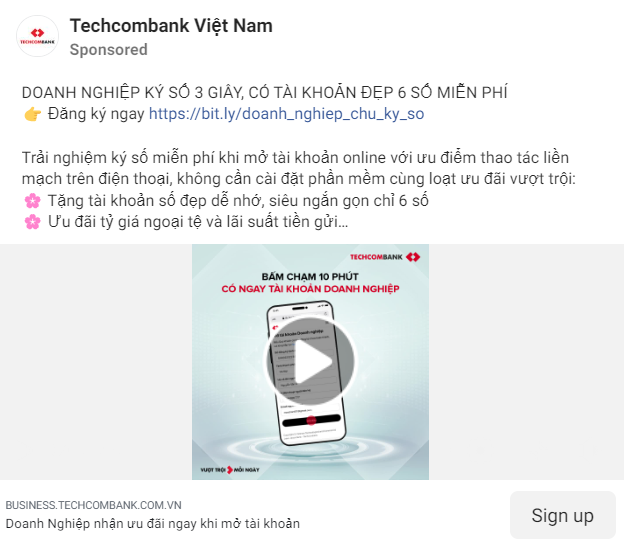 Techcombank Việt Nam
TECHCOMBANK
Sponsored
DOANH NGHIỆP KÝ SỐ 3 GIÂY, CÓ TÀI KHOẢN ĐẸP 6 SỐ MIỄN PHÍ
👉 Đăng ký ngay https://bit.ly/doanh_nghiep_chu_ky_so
Trải nghiệm ký số miễn phí khi mở tài khoản online với ưu điểm thao tác liền
mạch trên điện thoại, không cần cài đặt phần mềm cùng loạt ưu đãi vượt trội:
🌸 Tặng tài khoản số đẹp dễ nhớ, siêu ngắn gọn chỉ 6 số
🌸 Ưu đãi tỷ giá ngoại tệ và lãi suất tiền gửi...
TECHCOMBANK
BẤM CHẠM 10 PHÚT
CÓ NGAY TÀI KHOẢN DOANH NGHIỆP
VƯỢT TRỘI MỖI NGÀY
BUSINESS.TECHCOMBANK.COM.VN
Doanh Nghiệp nhận ưu đãi ngay khi mở tài khoản
Sign up